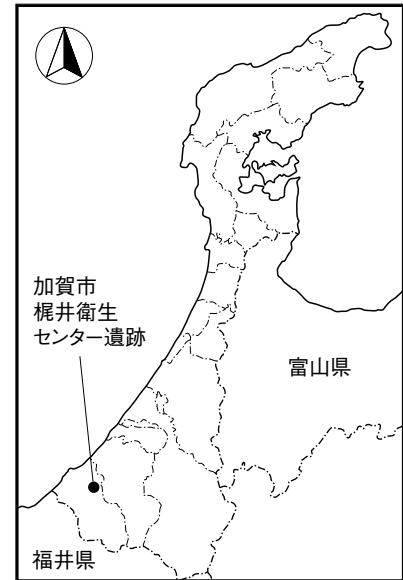 加賀市
梶井衛生
センター遺跡
富山県
福井県